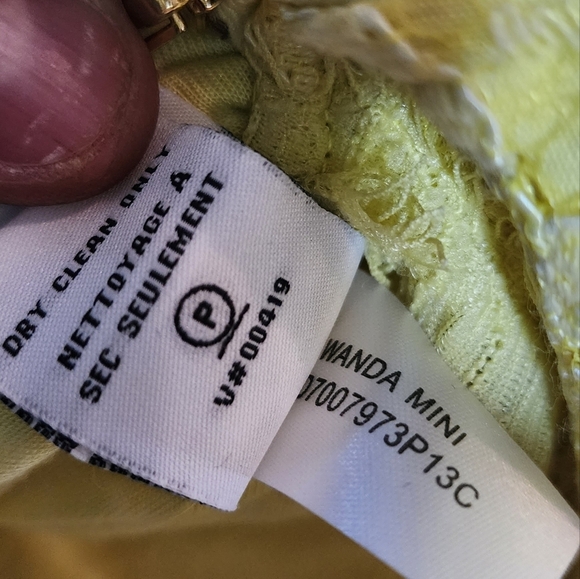 DRY CLEAN ONLY
NETTOYAGE A
SEC SEULEMENT
P
V#00419
WANDA MINI
07007973P13C